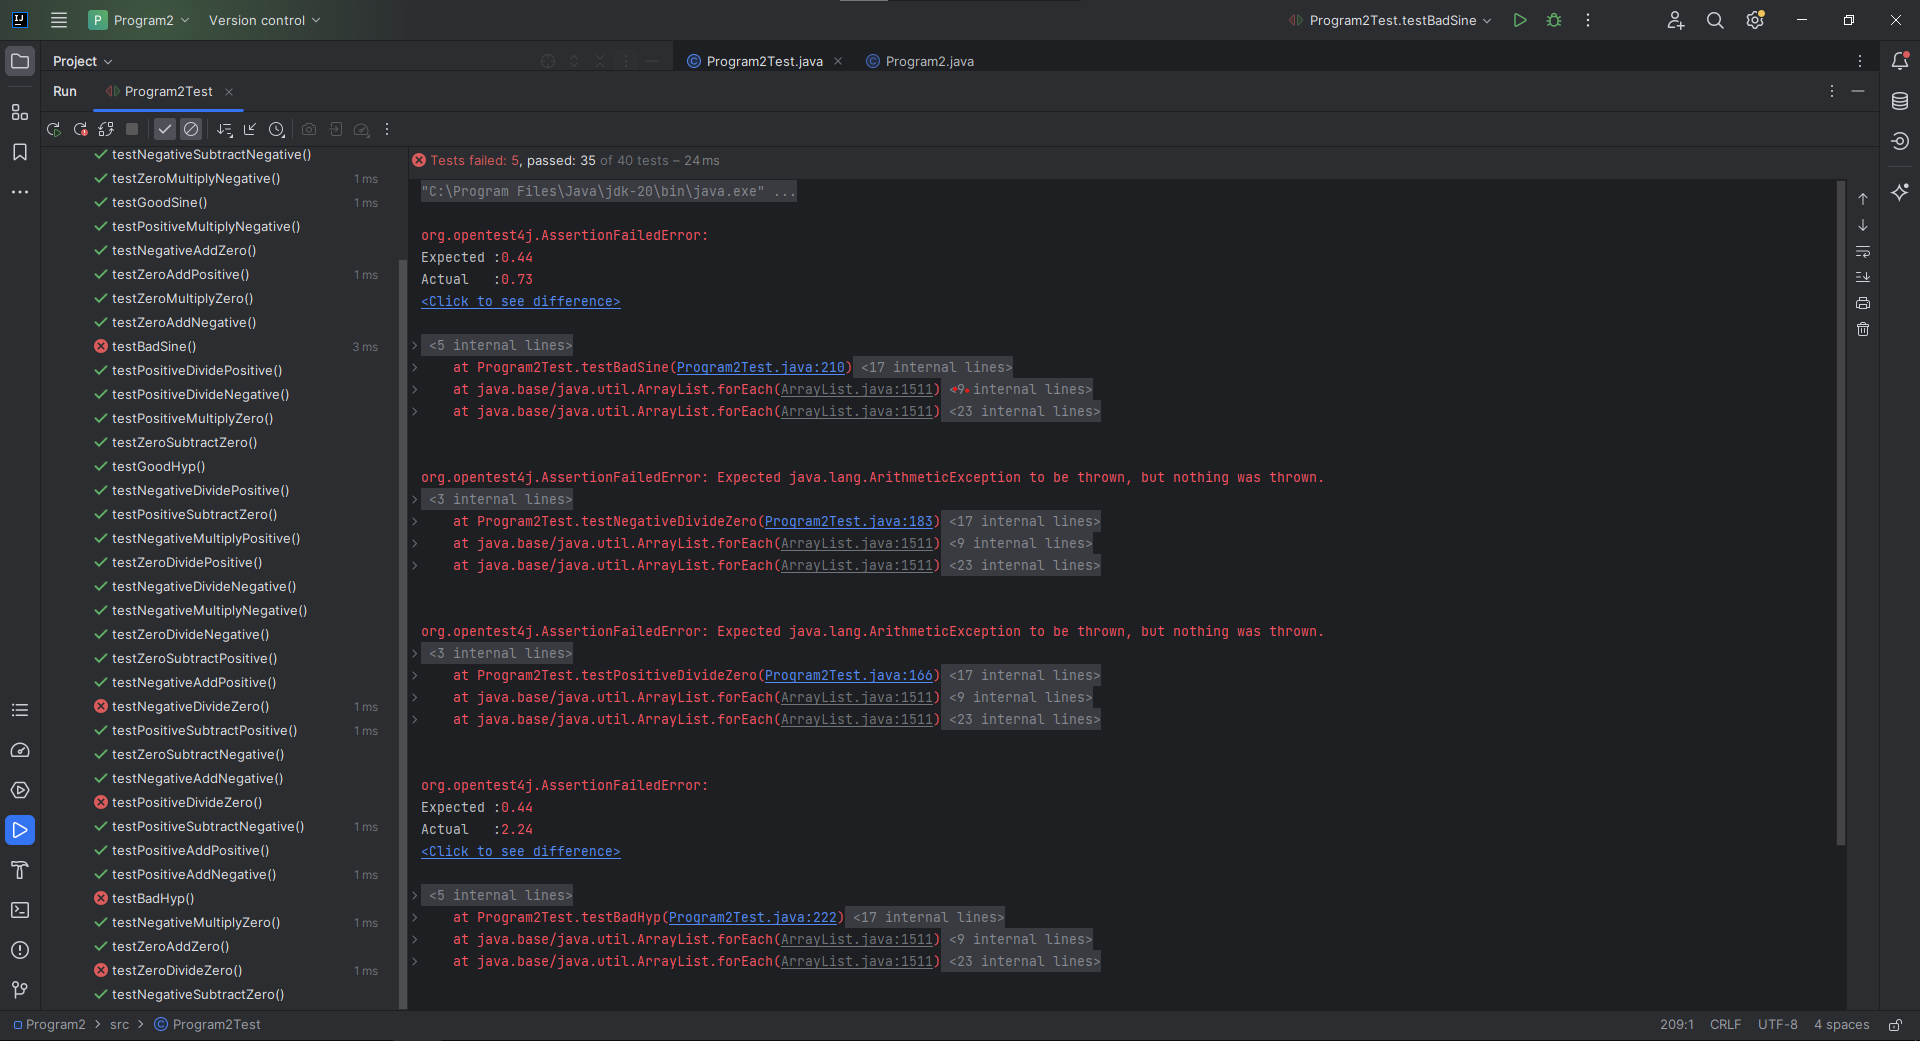 P Program2 Version control Program2Test.testBadSine
Project Program2Test.java Program2.java
Run Program2Test
Tests failed: 5, passed: 35 of 40 tests – 24 ms
testNegativeSubtractNegative()
testZeroMultiplyNegative() 1 ms
testGoodSine() 1 ms
testPositiveMultiplyNegative()
testNegativeAddZero()
testZeroAddPositive() 1 ms
testZeroMultiplyZero()
testZeroAddNegative()
testBadSine() 3 ms
testPositiveDividePositive()
testPositiveDivideNegative()
testPositiveMultiplyZero()
testZeroSubtractZero()
testGoodHyp()
testNegativeDividePositive()
testPositiveSubtractZero()
testNegativeMultiplyPositive()
testZeroDividePositive()
testNegativeDivideNegative()
testNegativeMultiplyNegative()
testZeroDivideNegative()
testZeroSubtractPositive()
testNegativeAddPositive()
testNegativeDivideZero() 1 ms
testPositiveSubtractPositive() 1 ms
testZeroSubtractNegative()
testNegativeAddNegative()
testPositiveDivideZero()
testPositiveSubtractNegative() 1 ms
testPositiveAddPositive()
testPositiveAddNegative() 1 ms
testBadHyp()
testNegativeMultiplyZero() 1 ms
testZeroAddZero()
testZeroDivideZero() 1 ms
testNegativeSubtractZero()
"C:\Program Files\Java\jdk-20\bin\java.exe" ...
org.opentest4j.AssertionFailedError:
Expected :0.44
Actual   :0.73
<Click to see difference>
<5 internal lines>
at Program2Test.testBadSine(Program2Test.java:210) <17 internal lines>
at java.base/java.util.ArrayList.forEach(ArrayList.java:1511) <9 internal lines>
at java.base/java.util.ArrayList.forEach(ArrayList.java:1511) <23 internal lines>
org.opentest4j.AssertionFailedError: Expected java.lang.ArithmeticException to be thrown, but nothing was thrown.
<3 internal lines>
at Program2Test.testNegativeDivideZero(Program2Test.java:183) <17 internal lines>
at java.base/java.util.ArrayList.forEach(ArrayList.java:1511) <9 internal lines>
at java.base/java.util.ArrayList.forEach(ArrayList.java:1511) <23 internal lines>
org.opentest4j.AssertionFailedError: Expected java.lang.ArithmeticException to be thrown, but nothing was thrown.
<3 internal lines>
at Program2Test.testPositiveDivideZero(Program2Test.java:166) <17 internal lines>
at java.base/java.util.ArrayList.forEach(ArrayList.java:1511) <9 internal lines>
at java.base/java.util.ArrayList.forEach(ArrayList.java:1511) <23 internal lines>
org.opentest4j.AssertionFailedError:
Expected :0.44
Actual   :2.24
<Click to see difference>
<5 internal lines>
at Program2Test.testBadHyp(Program2Test.java:222) <17 internal lines>
at java.base/java.util.ArrayList.forEach(ArrayList.java:1511) <9 internal lines>
at java.base/java.util.ArrayList.forEach(ArrayList.java:1511) <23 internal lines>
Program2 > src > Program2Test 209:1 CRLF UTF-8 4 spaces